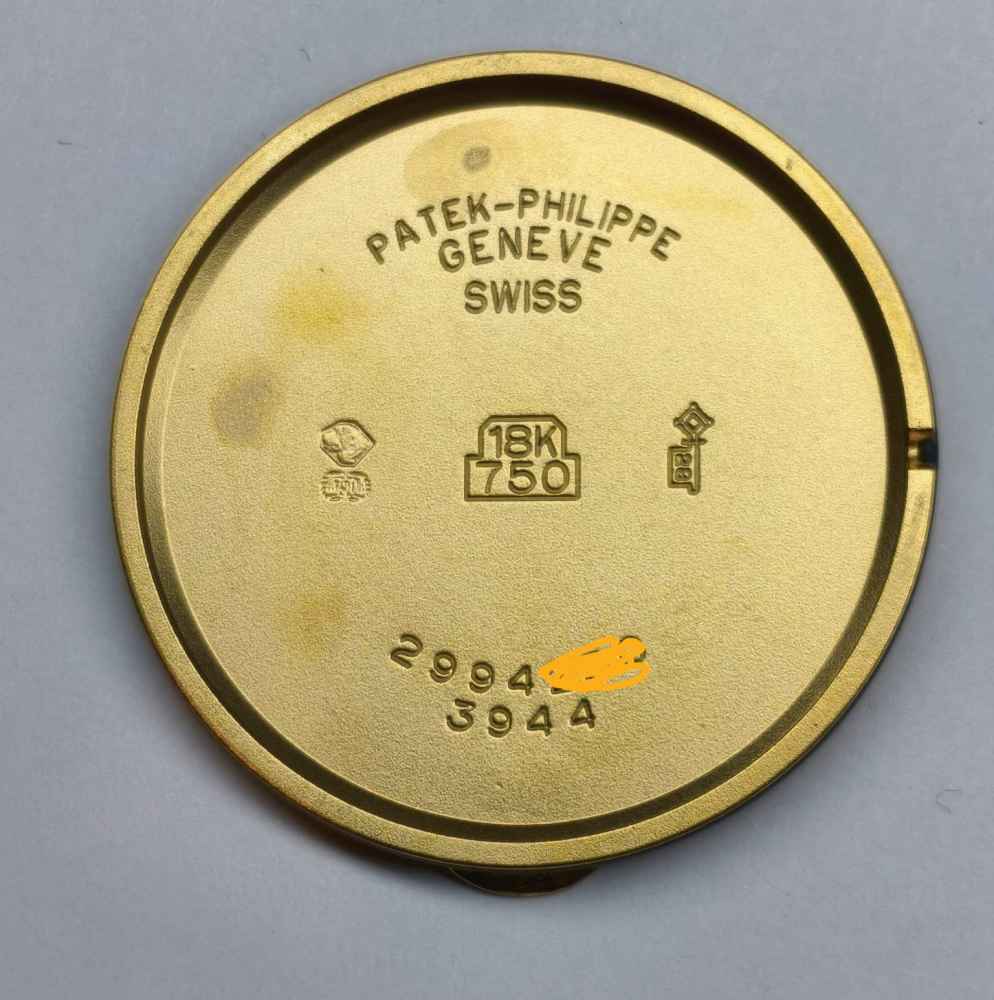 PATEK-PHILIPPE
GENEVE
SWISS
18K
750
2994
3944